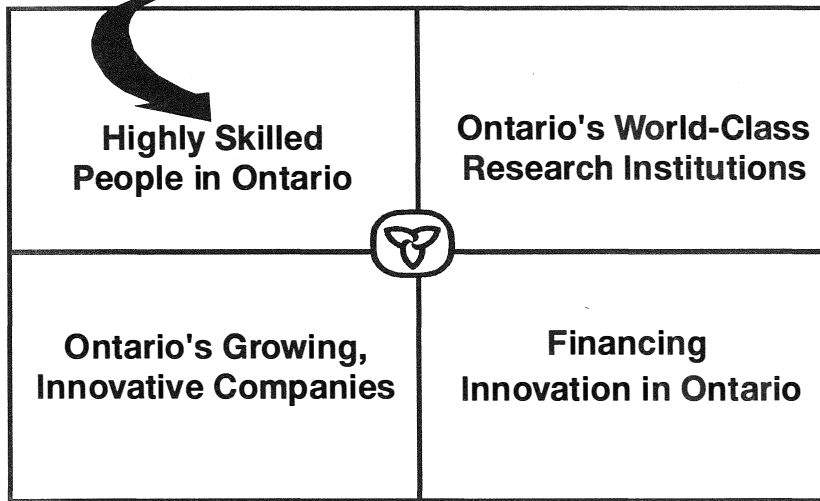 Highly Skilled
People in Ontario
Ontario's World-Class
Research Institutions
Ontario's Growing,
Innovative Companies
Financing
Innovation in Ontario